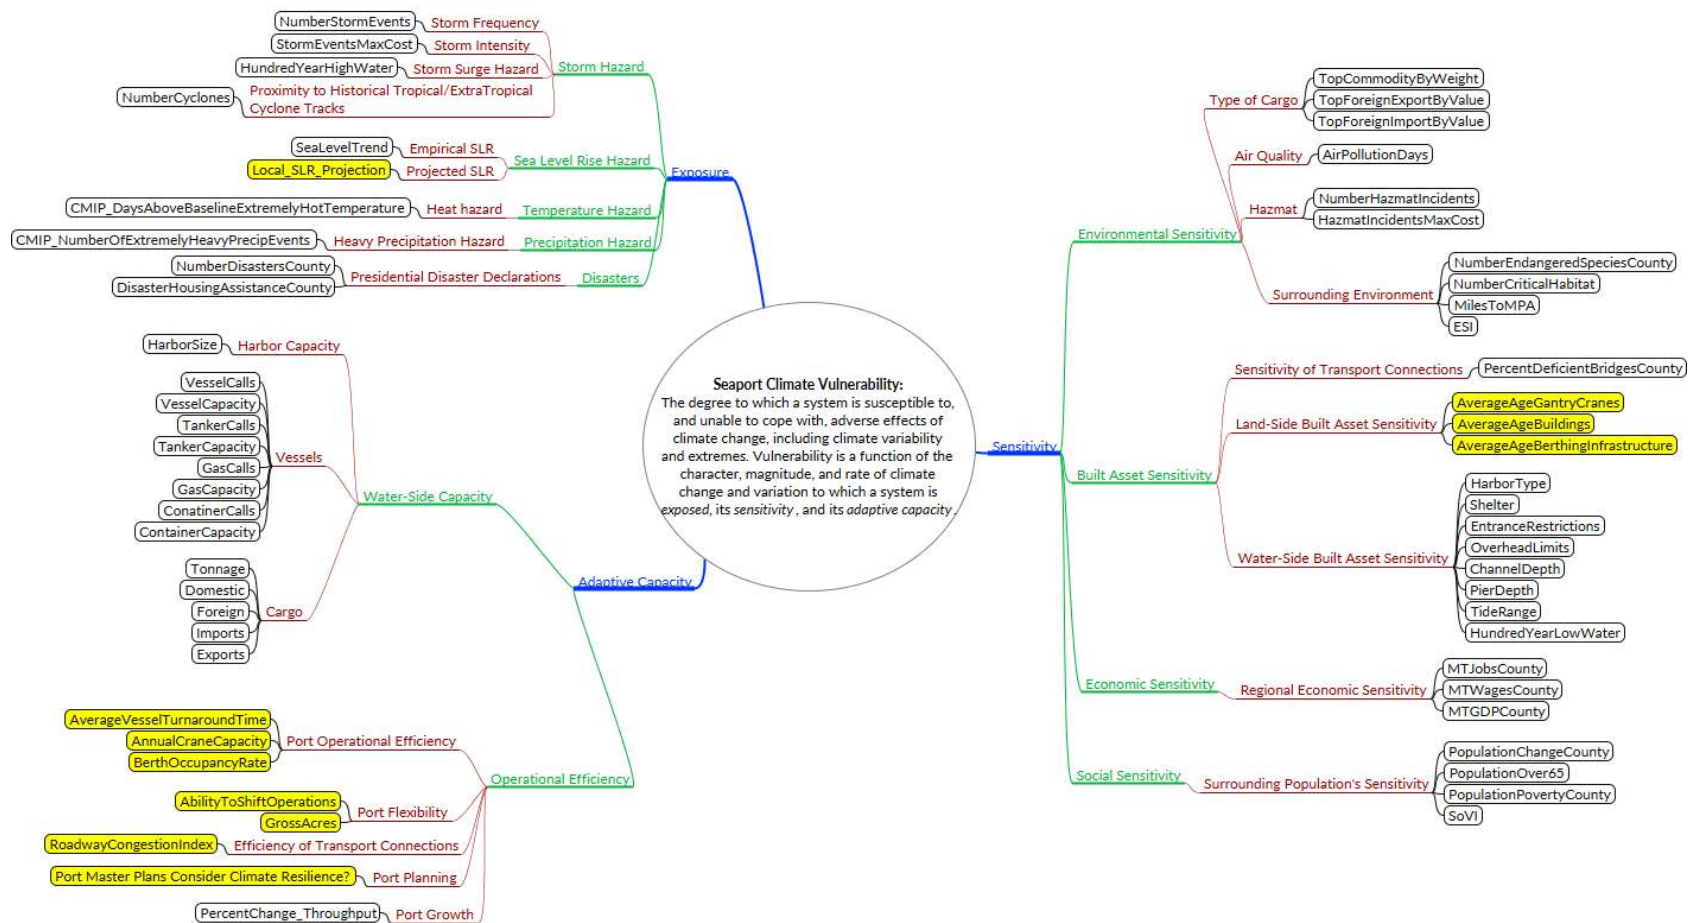 NumberStormEvents
Storm Frequency
StormEventsMaxCost
Storm Intensity
HundredYearHighWater
Storm Surge Hazard
NumberCyclones
Proximity to Historical Tropical/ExtraTropical
Cyclone Tracks
Storm Hazard
SeaLevelTrend
Empirical SLR
Local_SLR_Projection
Projected SLR
Sea Level Rise Hazard
CMIP_DaysAboveBaselineExtremelyHotTemperature
Heat hazard
Temperature Hazard
CMIP_NumberOfExtremelyHeavyPrecipEvents
Heavy Precipitation Hazard
Precipitation Hazard
NumberDisastersCounty
DisasterHousingAssistanceCounty
Presidential Disaster Declarations
Disasters
Exposure
HarborSize
Harbor Capacity
VesselCalls
VesselCapacity
TankerCalls
TankerCapacity
GasCalls
GasCapacity
ConatinerCalls
ContainerCapacity
Vessels
Tonnage
Domestic
Foreign
Imports
Exports
Cargo
Water-Side Capacity
AverageVesselTurnaroundTime
AnnualCraneCapacity
BerthOccupancyRate
Port Operational Efficiency
AbilityToShiftOperations
GrossAcres
Port Flexibility
RoadwayCongestionIndex
Efficiency of Transport Connections
Port Master Plans Consider Climate Resilience?
Port Planning
PercentChange_Throughput
Port Growth
Operational Efficiency
Adaptive Capacity
Seaport Climate Vulnerability:
The degree to which a system is susceptible to,
and unable to cope with, adverse effects of
climate change, including climate variability
and extremes. Vulnerability is a function of the
character, magnitude, and rate of climate
change and variation to which a system is
exposed, its sensitivity, and its adaptive capacity.
Sensitivity
Environmental Sensitivity
Type of Cargo
TopCommodityByWeight
TopForeignExportByValue
TopForeignImportByValue
Air Quality
AirPollutionDays
Hazmat
NumberHazmatIncidents
HazmatIncidentsMaxCost
Surrounding Environment
NumberEndangeredSpeciesCounty
NumberCriticalHabitat
MilesToMPA
ESI
Built Asset Sensitivity
Sensitivity of Transport Connections
PercentDeficientBridgesCounty
Land-Side Built Asset Sensitivity
AverageAgeGantryCranes
AverageAgeBuildings
AverageAgeBerthingInfrastructure
Water-Side Built Asset Sensitivity
HarborType
Shelter
EntranceRestrictions
OverheadLimits
ChannelDepth
PierDepth
TideRange
HundredYearLowWater
Economic Sensitivity
Regional Economic Sensitivity
MTJobsCounty
MTWagesCounty
MTGDPCounty
Social Sensitivity
Surrounding Population's Sensitivity
PopulationChangeCounty
PopulationOver65
PopulationPovertyCounty
SoVI